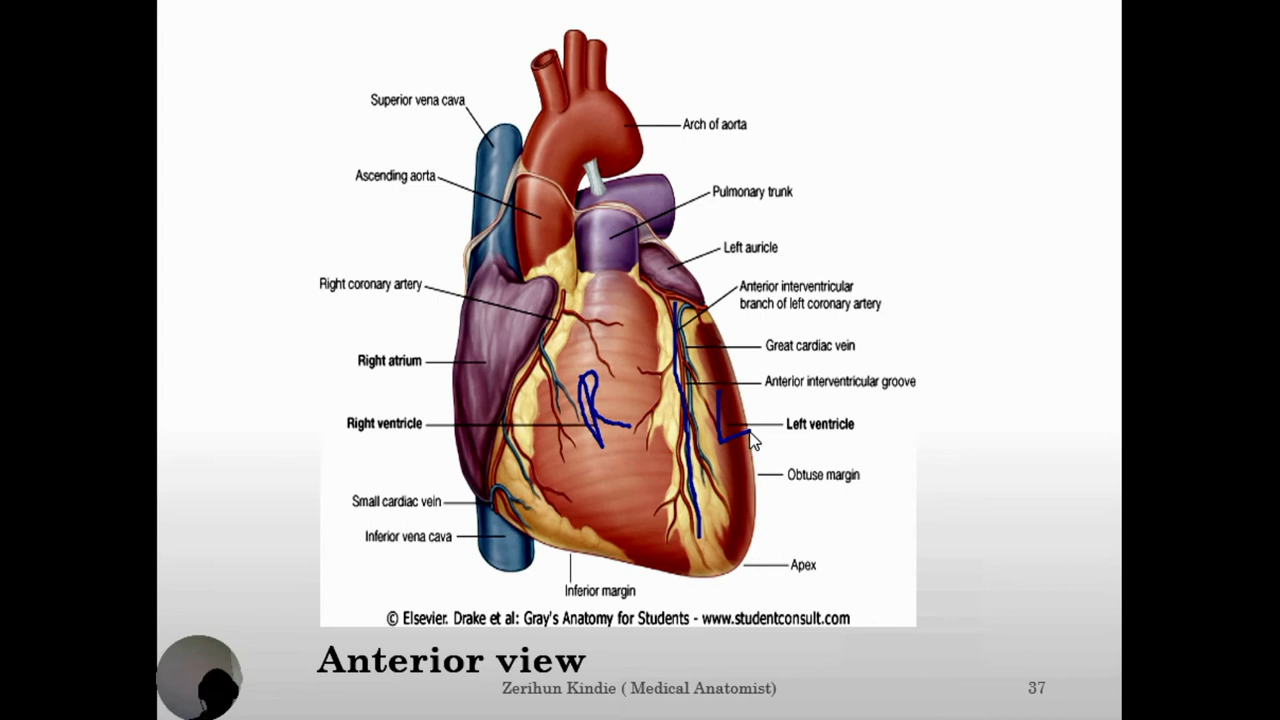 Superior vena cava
Arch of aorta
Ascending aorta
Pulmonary trunk
Left auricle
Right coronary artery
Anterior interventricular
branch of left coronary artery
Great cardiac vein
Right atrium
Anterior interventricular groove
R
L
Right ventricle
Left ventricle
Obtuse margin
Small cardiac vein
Inferior vena cava
Apex
Inferior margin
© Elsevier. Drake et al: Gray's Anatomy for Students - www.studentconsult.com
Anterior view
Zerihun Kindie ( Medical Anatomist)
37